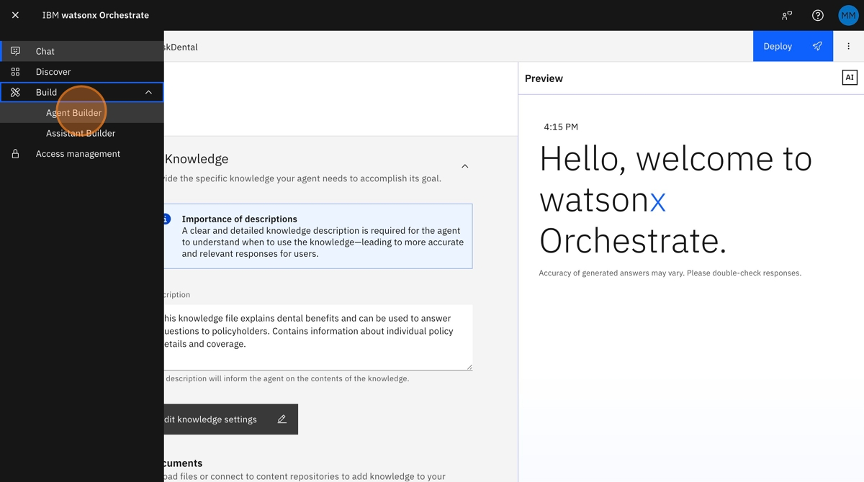 IBM watsonx Orchestrate
MM
Chat
Discover
Build
Agent Builder
Assistant Builder
Access management
skDental
Deploy
Knowledge
vide the specific knowledge your agent needs to accomplish its goal.
Importance of descriptions
A clear and detailed knowledge description is required for the agent
to understand when to use the knowledge—leading to more accurate
and relevant responses for users.
cription
his knowledge file explains dental benefits and can be used to answer
uestions to policyholders. Contains information about individual policy
etails and coverage.
description will inform the agent on the contents of the knowledge.
dit knowledge settings
cuments
oad files or connect to content repositories to add knowledge to your
Preview
AI
4:15 PM
Hello, welcome to
watsonx
Orchestrate.
Accuracy of generated answers may vary. Please double-check responses.